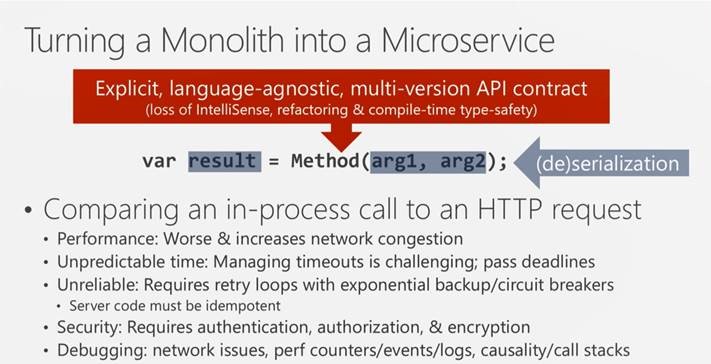 Turning a Monolith into a Microservice
Explicit, language-agnostic, multi-version API contract
(loss of IntelliSense, refactoring & compile-time type-safety)
var result = Method(arg1, arg2);
(de)serialization
• Comparing an in-process call to an HTTP request
• Performance: Worse & increases network congestion
• Unpredictable time: Managing timeouts is challenging; pass deadlines
• Unreliable: Requires retry loops with exponential backup/circuit breakers
• Server code must be idempotent
• Security: Requires authentication, authorization, & encryption
• Debugging: network issues, perf counters/events/logs, causality/call stacks